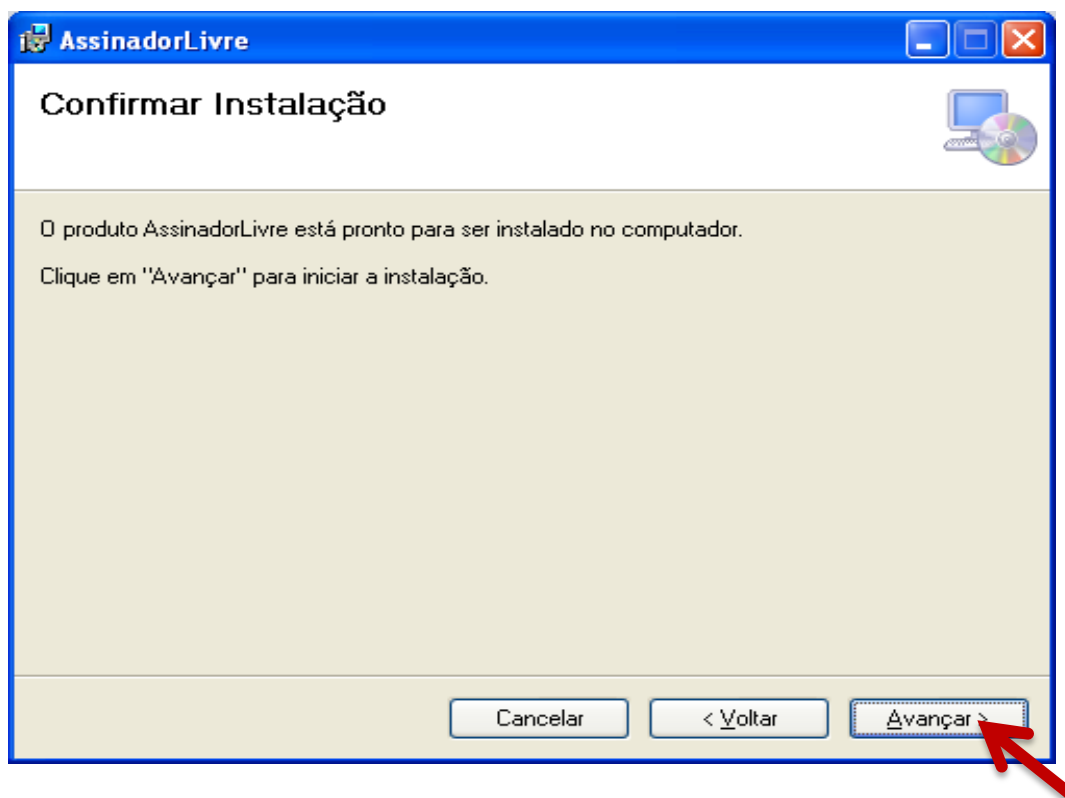 AssinadorLivre
Confirmar Instalação
O produto AssinadorLivre está pronto para ser instalado no computador.
Clique em "Avançar" para iniciar a instalação.
Cancelar
< Voltar
Avançar >